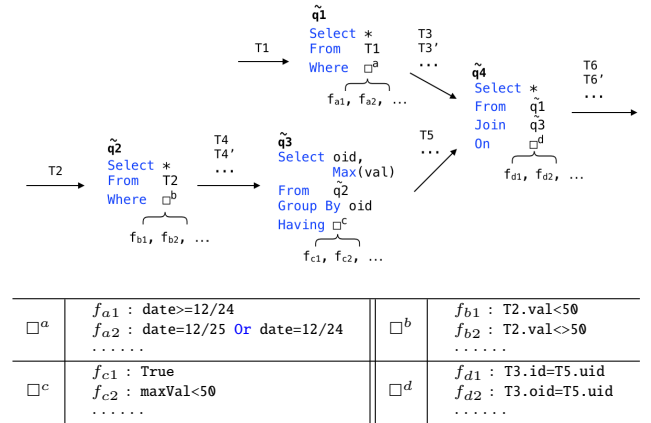 q̃1
Select *
From T1
Where □ᵃ
fa1, fa2, ...
T1
T3
T3'
...
q̃4
Select *
From q̃1
Join q̃3
On □ᵈ
fd1, fd2, ...
T6
T6'
...
T2
q̃2
Select *
From T2
Where □ᵇ
fb1, fb2, ...
T4
T4'
...
q̃3
Select oid,
Max(val)
From q̃2
Group By oid
Having □ᶜ
fc1, fc2, ...
T5
...
□ᵃ
fa1 : date>=12/24
fa2 : date=12/25 Or date=12/24
......
□ᵇ
fb1 : T2.val<50
fb2 : T2.val<>50
......
□ᶜ
fc1 : True
fc2 : maxVal<50
......
□ᵈ
fd1 : T3.id=T5.uid
fd2 : T3.oid=T5.uid
......